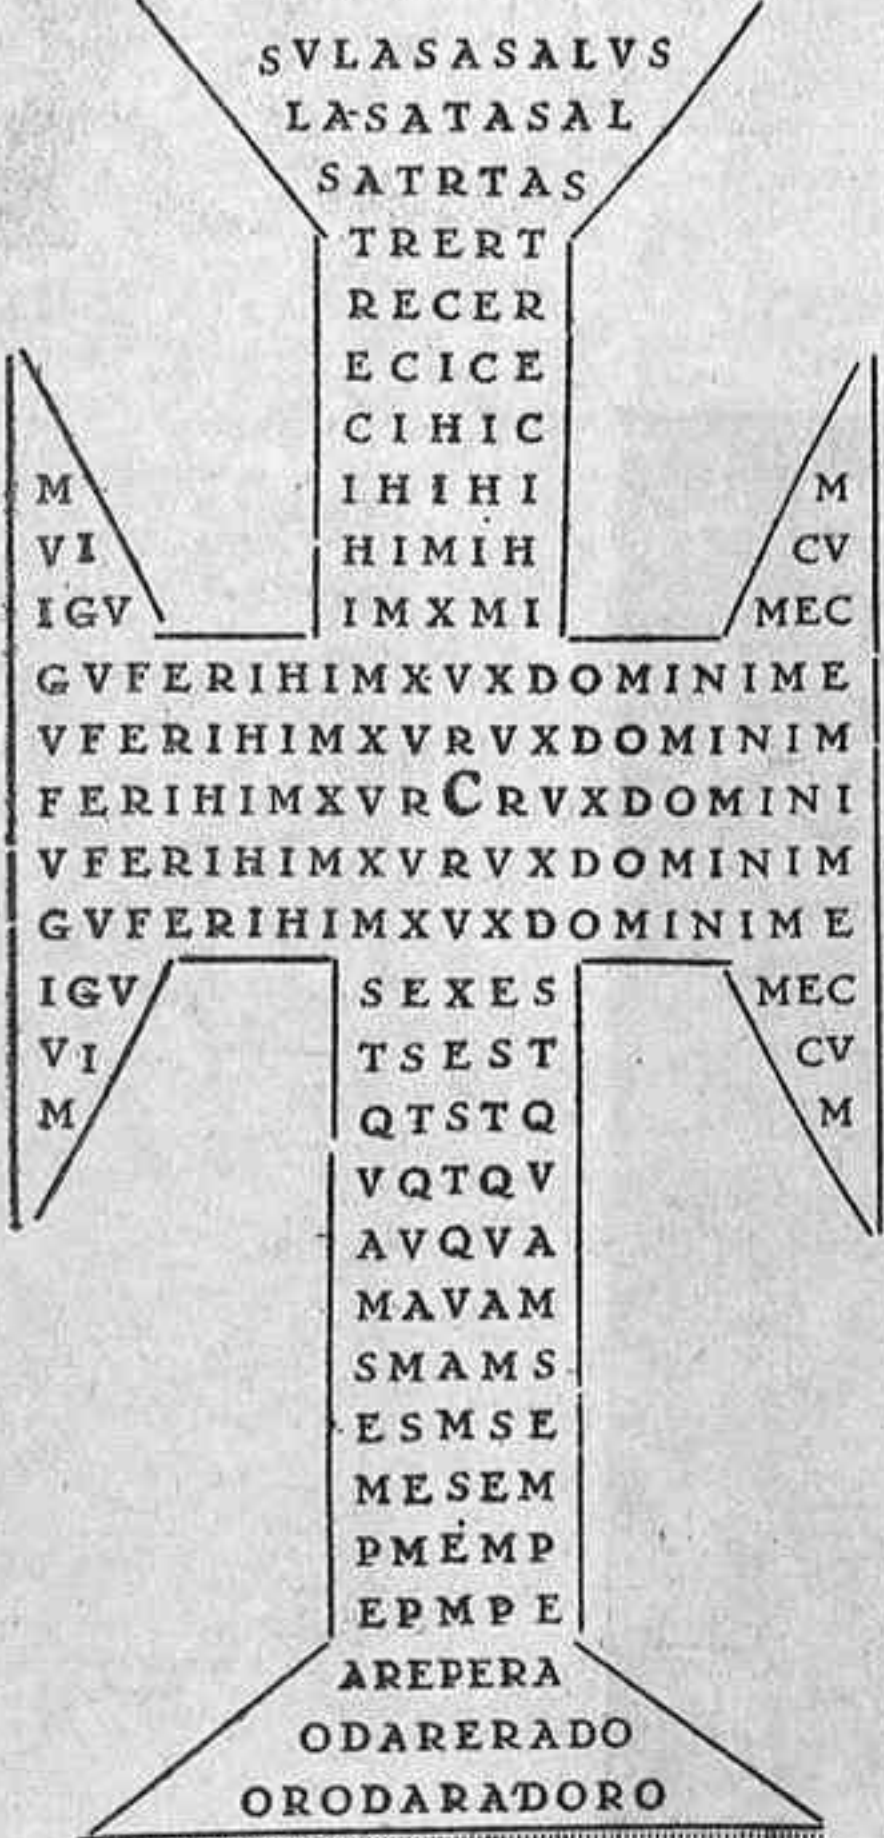 SVLASASALVS
LASATASAL
SATRTAS
TRERT
RECER
ECICE
CIHIC
M IHIHI M
VI HIMIH CV
IGV IMXMI MEC
GVFERIHIMXVXDOMINIME
VFERIHIMXVRVXDOMINIM
FERIHIMXVRCRVXDOMINI
VFERIHIMXVRVXDOMINIM
GVFERIHIMXVXDOMINIME
IGV SEXES MEC
VI TSEST CV
M QTSTQ M
VQTQV
AVQVA
MAVAM
SMAMS
ESMSE
MESEM
PMEMP
EPMPE
AREPERA
ODARERADO
ORODARADORO